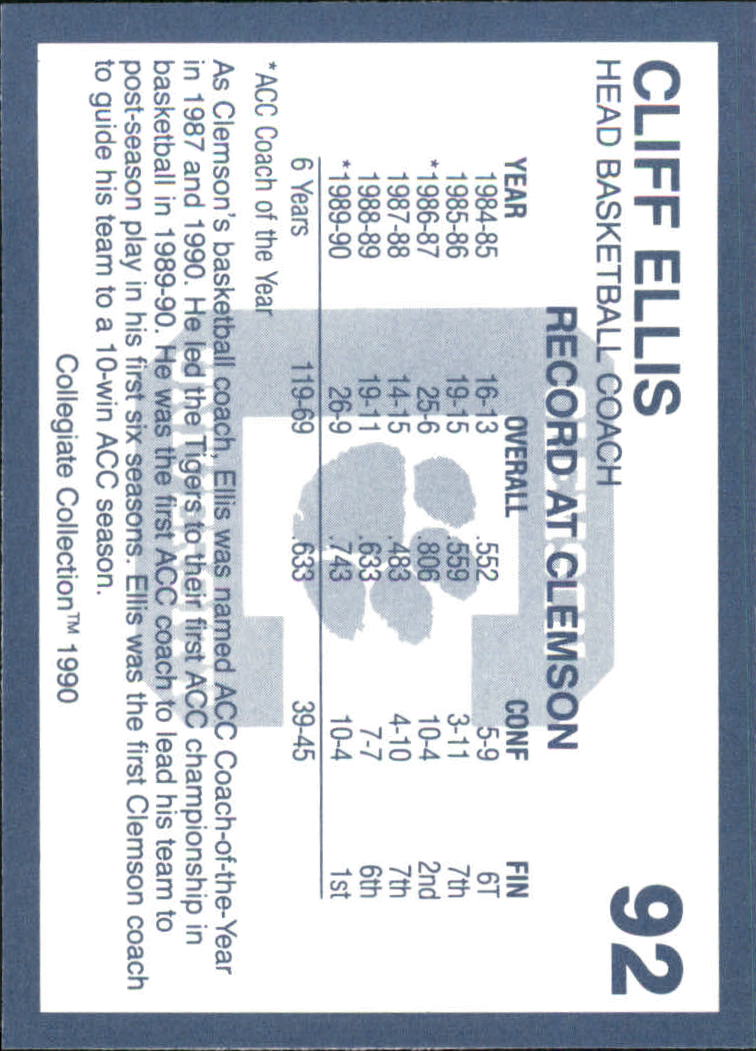 CLIFF ELLIS 92
HEAD BASKETBALL COACH
RECORD AT CLEMSON
YEAR OVERALL CONF FIN
1984-85 16-13 .552 5-9 6T
1985-86 19-15 .559 3-11 7th
*1986-87 25-6 .806 10-4 2nd
1987-88 14-15 .483 4-10 7th
1988-89 19-11 .633 7-7 6th
*1989-90 26-9 .743 10-4 1st
6 Years 119-69 .633 39-45
*ACC Coach of the Year
As Clemson's basketball coach, Ellis was named ACC Coach-of-the-Year
in 1987 and 1990. He led the Tigers to their first ACC championship in
basketball in 1989-90. He was the first ACC coach to lead his team to
post-season play in his first six seasons. Ellis was the first Clemson coach
to guide his team to a 10-win ACC season.
Collegiate Collection™ 1990